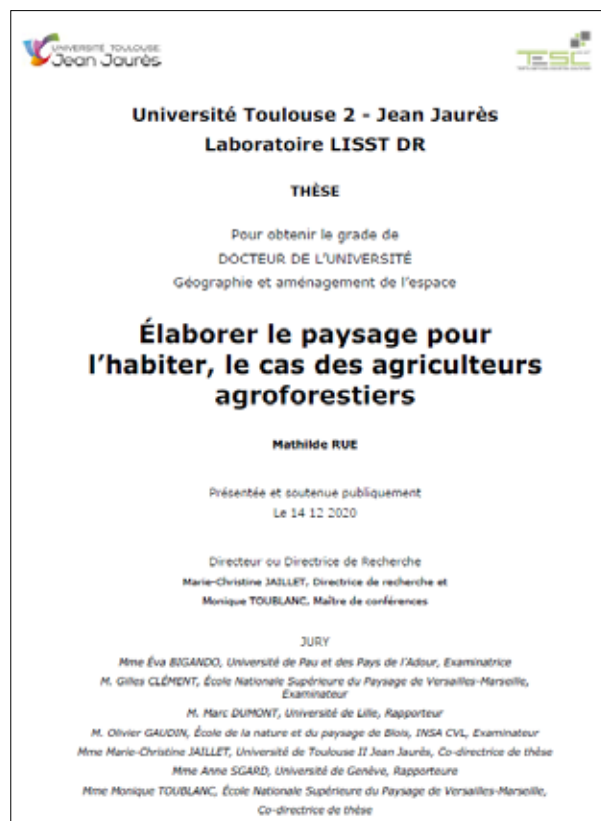 UNIVERSITÉ TOULOUSE
Jean Jaurès
TESC
Université Toulouse 2 - Jean Jaurès
Laboratoire LISST DR
THÈSE
Pour obtenir le grade de
DOCTEUR DE L'UNIVERSITÉ
Géographie et aménagement de l'espace
Élaborer le paysage pour
l'habiter, le cas des agriculteurs
agroforestiers
Mathilde RUE
Présentée et soutenue publiquement
Le 14 12 2020
Directeur ou Directrice de Recherche
Marie-Christine JAILLET, Directrice de recherche et
Monique TOUBLANC, Maître de conférences
JURY
Mme Éva BIGANDO, Université de Pau et des Pays de l'Adour, Examinatrice
M. Gilles CLÉMENT, École Nationale Supérieure du Paysage de Versailles-Marseille,
Examinateur
M. Marc DUMONT, Université de Lille, Rapporteur
M. Olivier GAUDIN, École de la nature et du paysage de Blois, INSA CVL, Examinateur
Mme Marie-Christine JAILLET, Université de Toulouse II Jean Jaurès, Co-directrice de thèse
Mme Anne SGARD, Université de Genève, Rapporteure
Mme Monique TOUBLANC, École Nationale Supérieure du Paysage de Versailles-Marseille,
Co-directrice de thèse